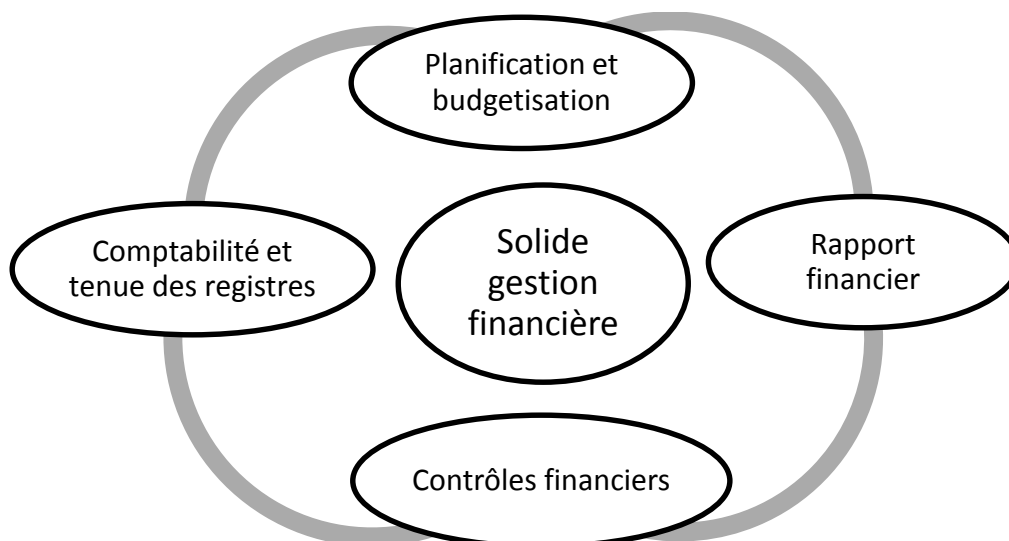 Planification et
budgetisation
Comptabilité et
tenue des registres
Solide
gestion
financière
Rapport
financier
Contrôles financiers